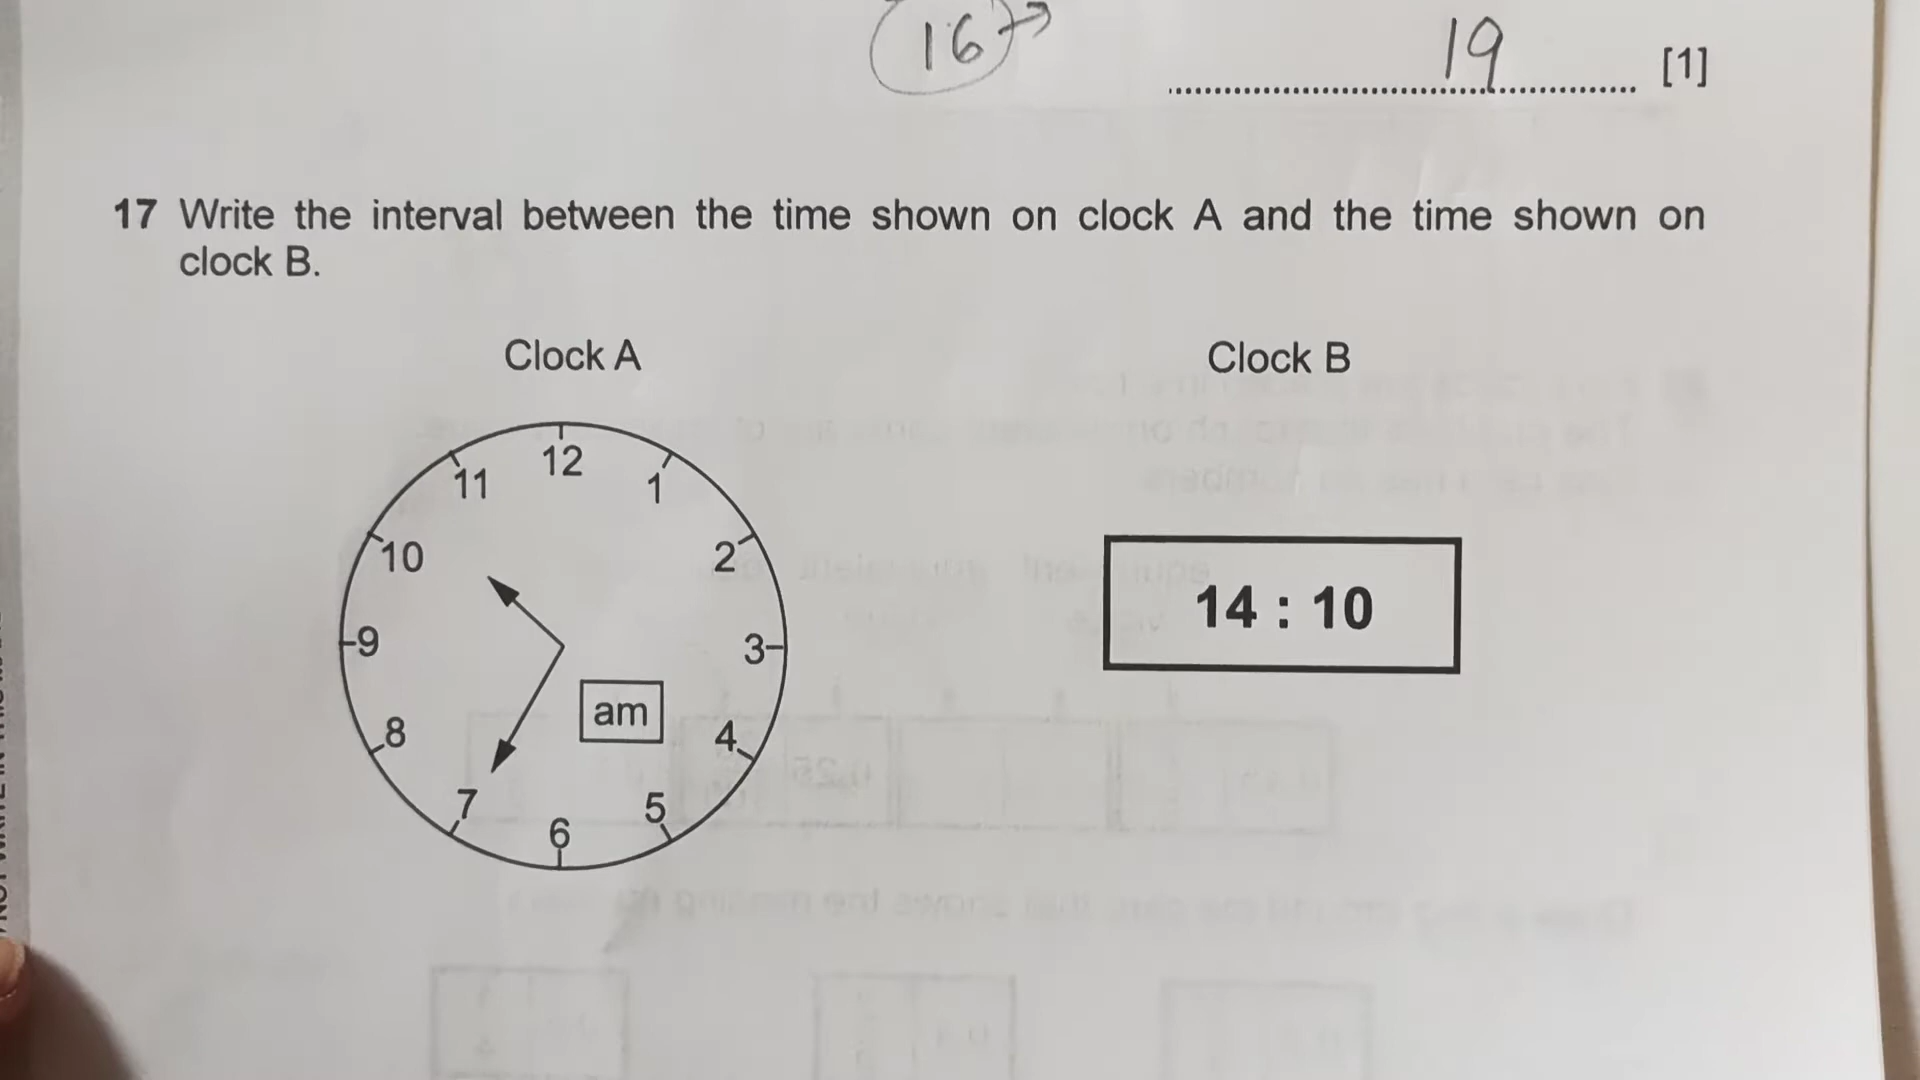 16
19 [1]
17 Write the interval between the time shown on clock A and the time shown on
clock B.
Clock A
Clock B
12
11
1
10
2
9
3
8
4
7
5
6
am
14 : 10